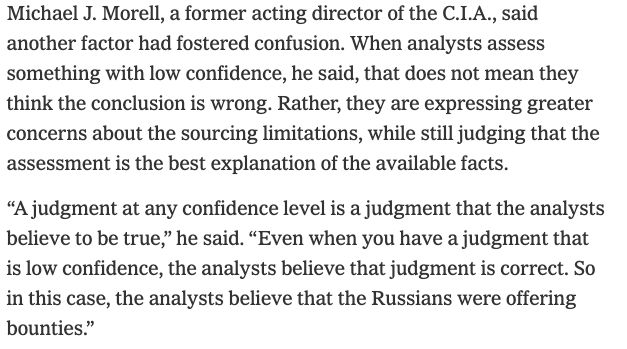 Michael J. Morell, a former acting director of the C.I.A., said
another factor had fostered confusion. When analysts assess
something with low confidence, he said, that does not mean they
think the conclusion is wrong. Rather, they are expressing greater
concerns about the sourcing limitations, while still judging that the
assessment is the best explanation of the available facts.
“A judgment at any confidence level is a judgment that the analysts
believe to be true,” he said. “Even when you have a judgment that
is low confidence, the analysts believe that judgment is correct. So
in this case, the analysts believe that the Russians were offering
bounties.”